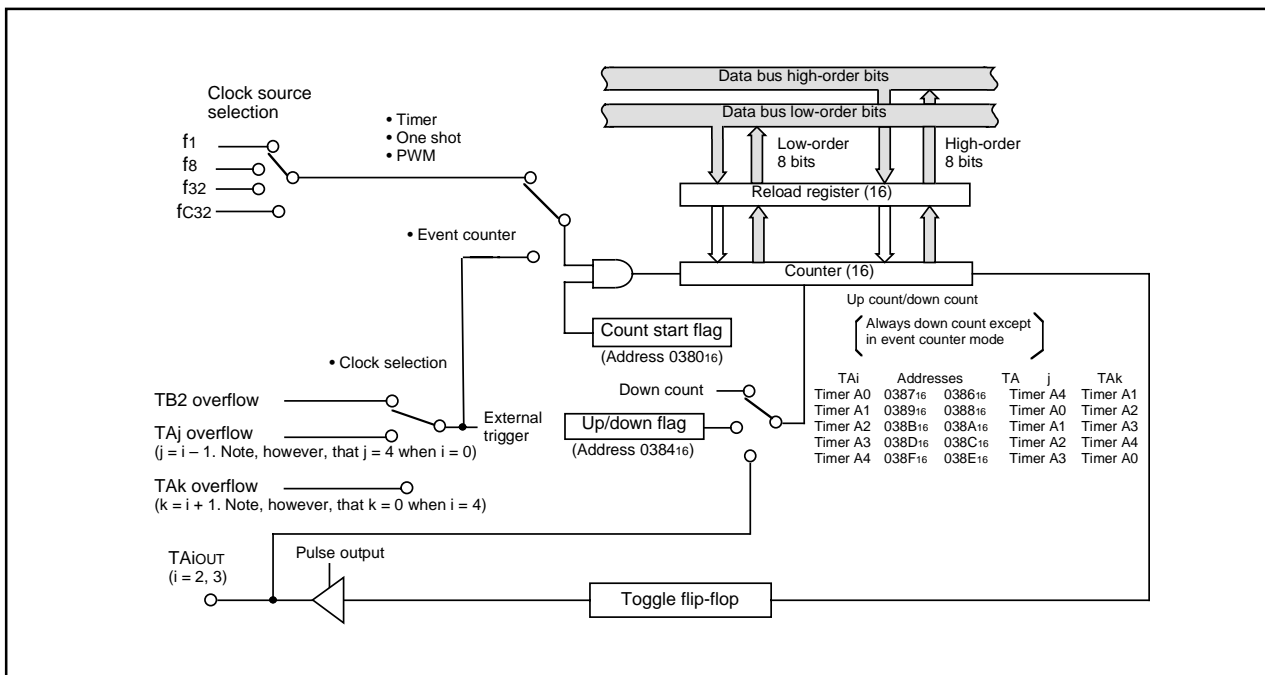 Clock source
selection
f1
f8
f32
fC32
• Timer
• One shot
• PWM
Data bus high-order bits
Data bus low-order bits
Low-order
8 bits
High-order
8 bits
Reload register (16)
• Event counter
Counter (16)
Up count/down count
Always down count except
in event counter mode
Count start flag
(Address 038016)
• Clock selection
TB2 overflow
TAj overflow
(j = i – 1. Note, however, that j = 4 when i = 0)
TAk overflow
(k = i + 1. Note, however, that k = 0 when i = 4)
External
trigger
Down count
Up/down flag
(Address 038416)
TAi Addresses TA j TAk
Timer A0 038716 038616 Timer A4 Timer A1
Timer A1 038916 038816 Timer A0 Timer A2
Timer A2 038B16 038A16 Timer A1 Timer A3
Timer A3 038D16 038C16 Timer A2 Timer A4
Timer A4 038F16 038E16 Timer A3 Timer A0
TAiOUT
(i = 2, 3)
Pulse output
Toggle flip-flop